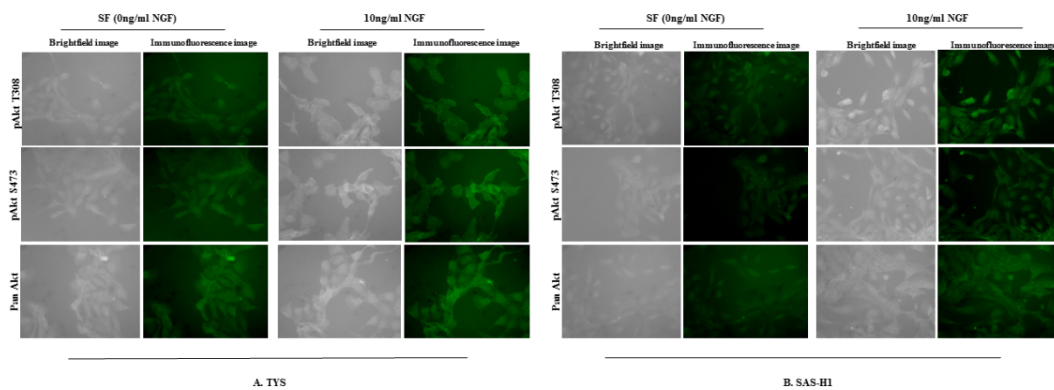 SF (0ng/ml NGF)
10ng/ml NGF
Brightfield image
Immunofluorescence image
Brightfield image
Immunofluorescence image
pAkt T308
pAkt S473
Pan Akt
A. TYS
SF (0ng/ml NGF)
10ng/ml NGF
Brightfield image
Immunofluorescence image
Brightfield image
Immunofluorescence image
pAkt T308
pAkt S473
Pan Akt
B. SAS-H1